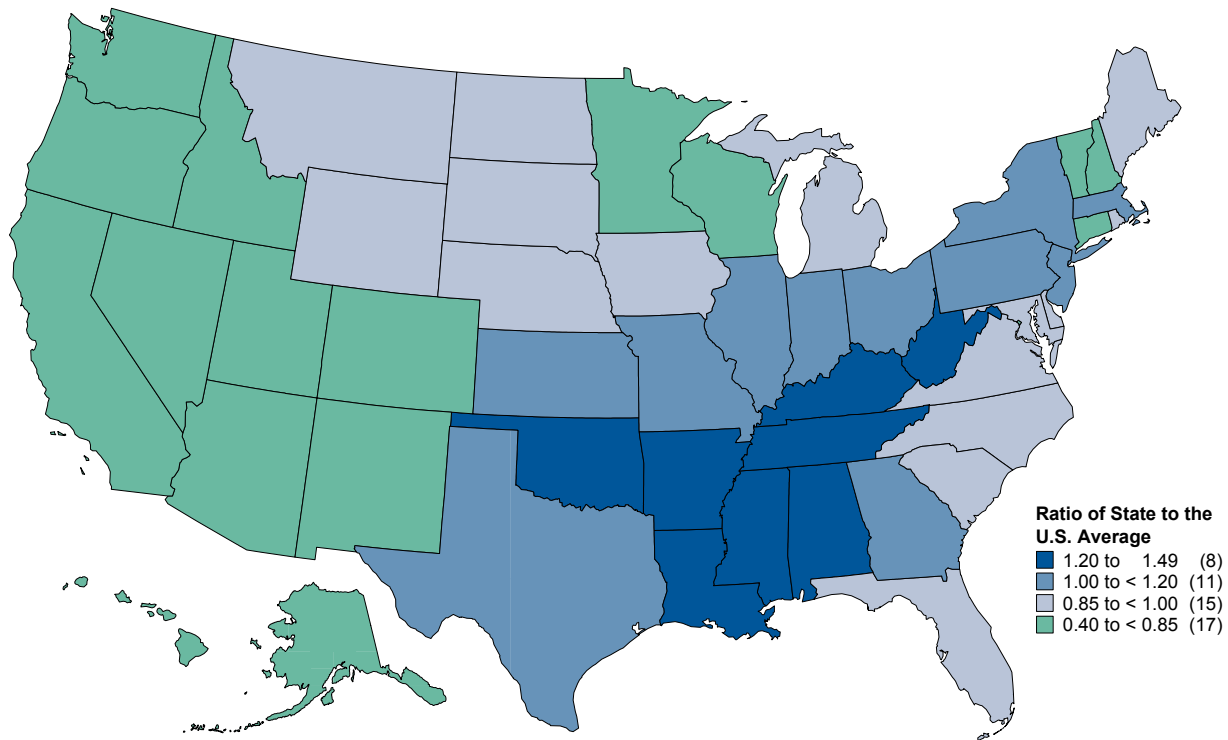 Ratio of State to the
U.S. Average
1.20 to 1.49 (8)
1.00 to < 1.20 (11)
0.85 to < 1.00 (15)
0.40 to < 0.85 (17)